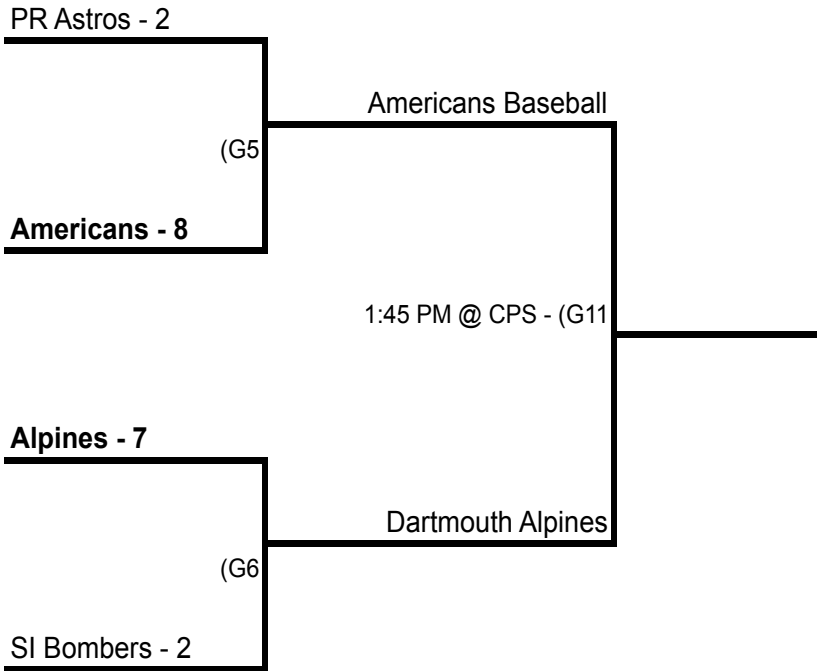 PR Astros - 2
Americans Baseball
(G5
Americans - 8
1:45 PM @ CPS - (G11
Alpines - 7
Dartmouth Alpines
(G6
SI Bombers - 2